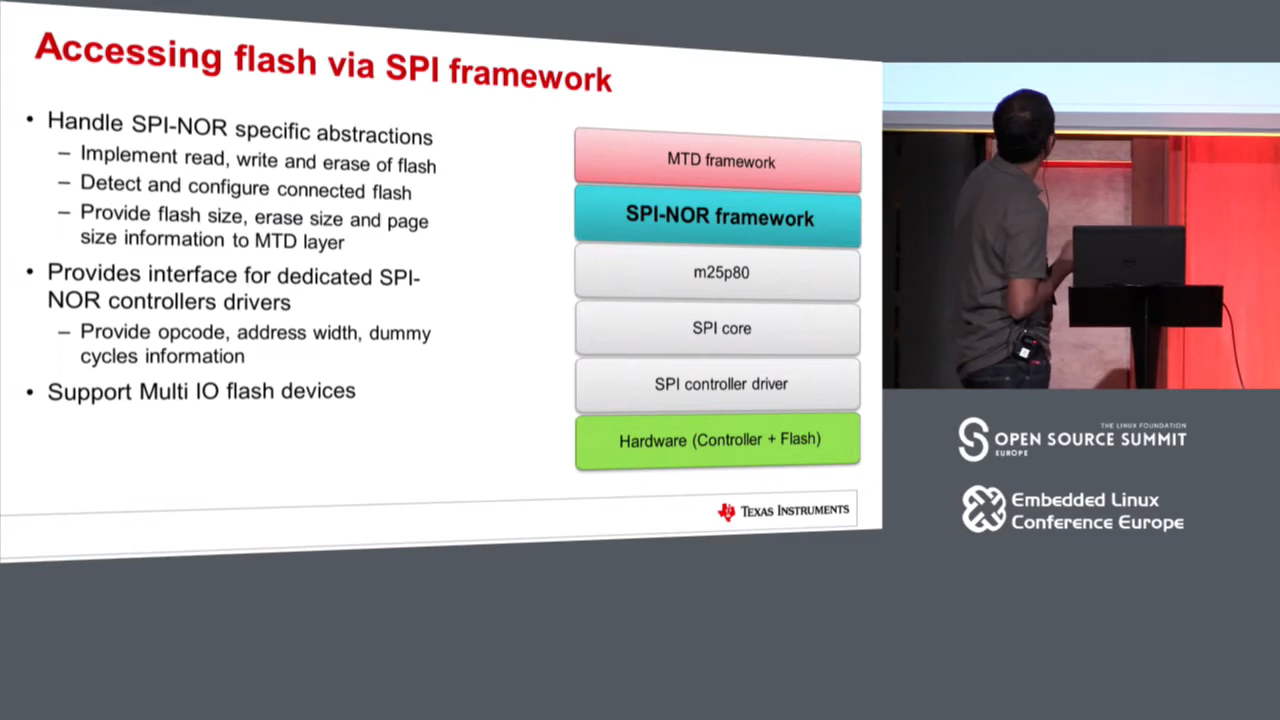 Accessing flash via SPI framework
• Handle SPI-NOR specific abstractions
– Implement read, write and erase of flash
– Detect and configure connected flash
– Provide flash size, erase size and page
size information to MTD layer
• Provides interface for dedicated SPI-
NOR controllers drivers
– Provide opcode, address width, dummy
cycles information
• Support Multi IO flash devices
MTD framework
SPI-NOR framework
m25p80
SPI core
SPI controller driver
Hardware (Controller + Flash)
TEXAS INSTRUMENTS
THE LINUX FOUNDATION
OPEN SOURCE SUMMIT
EUROPE
Embedded Linux
Conference Europe